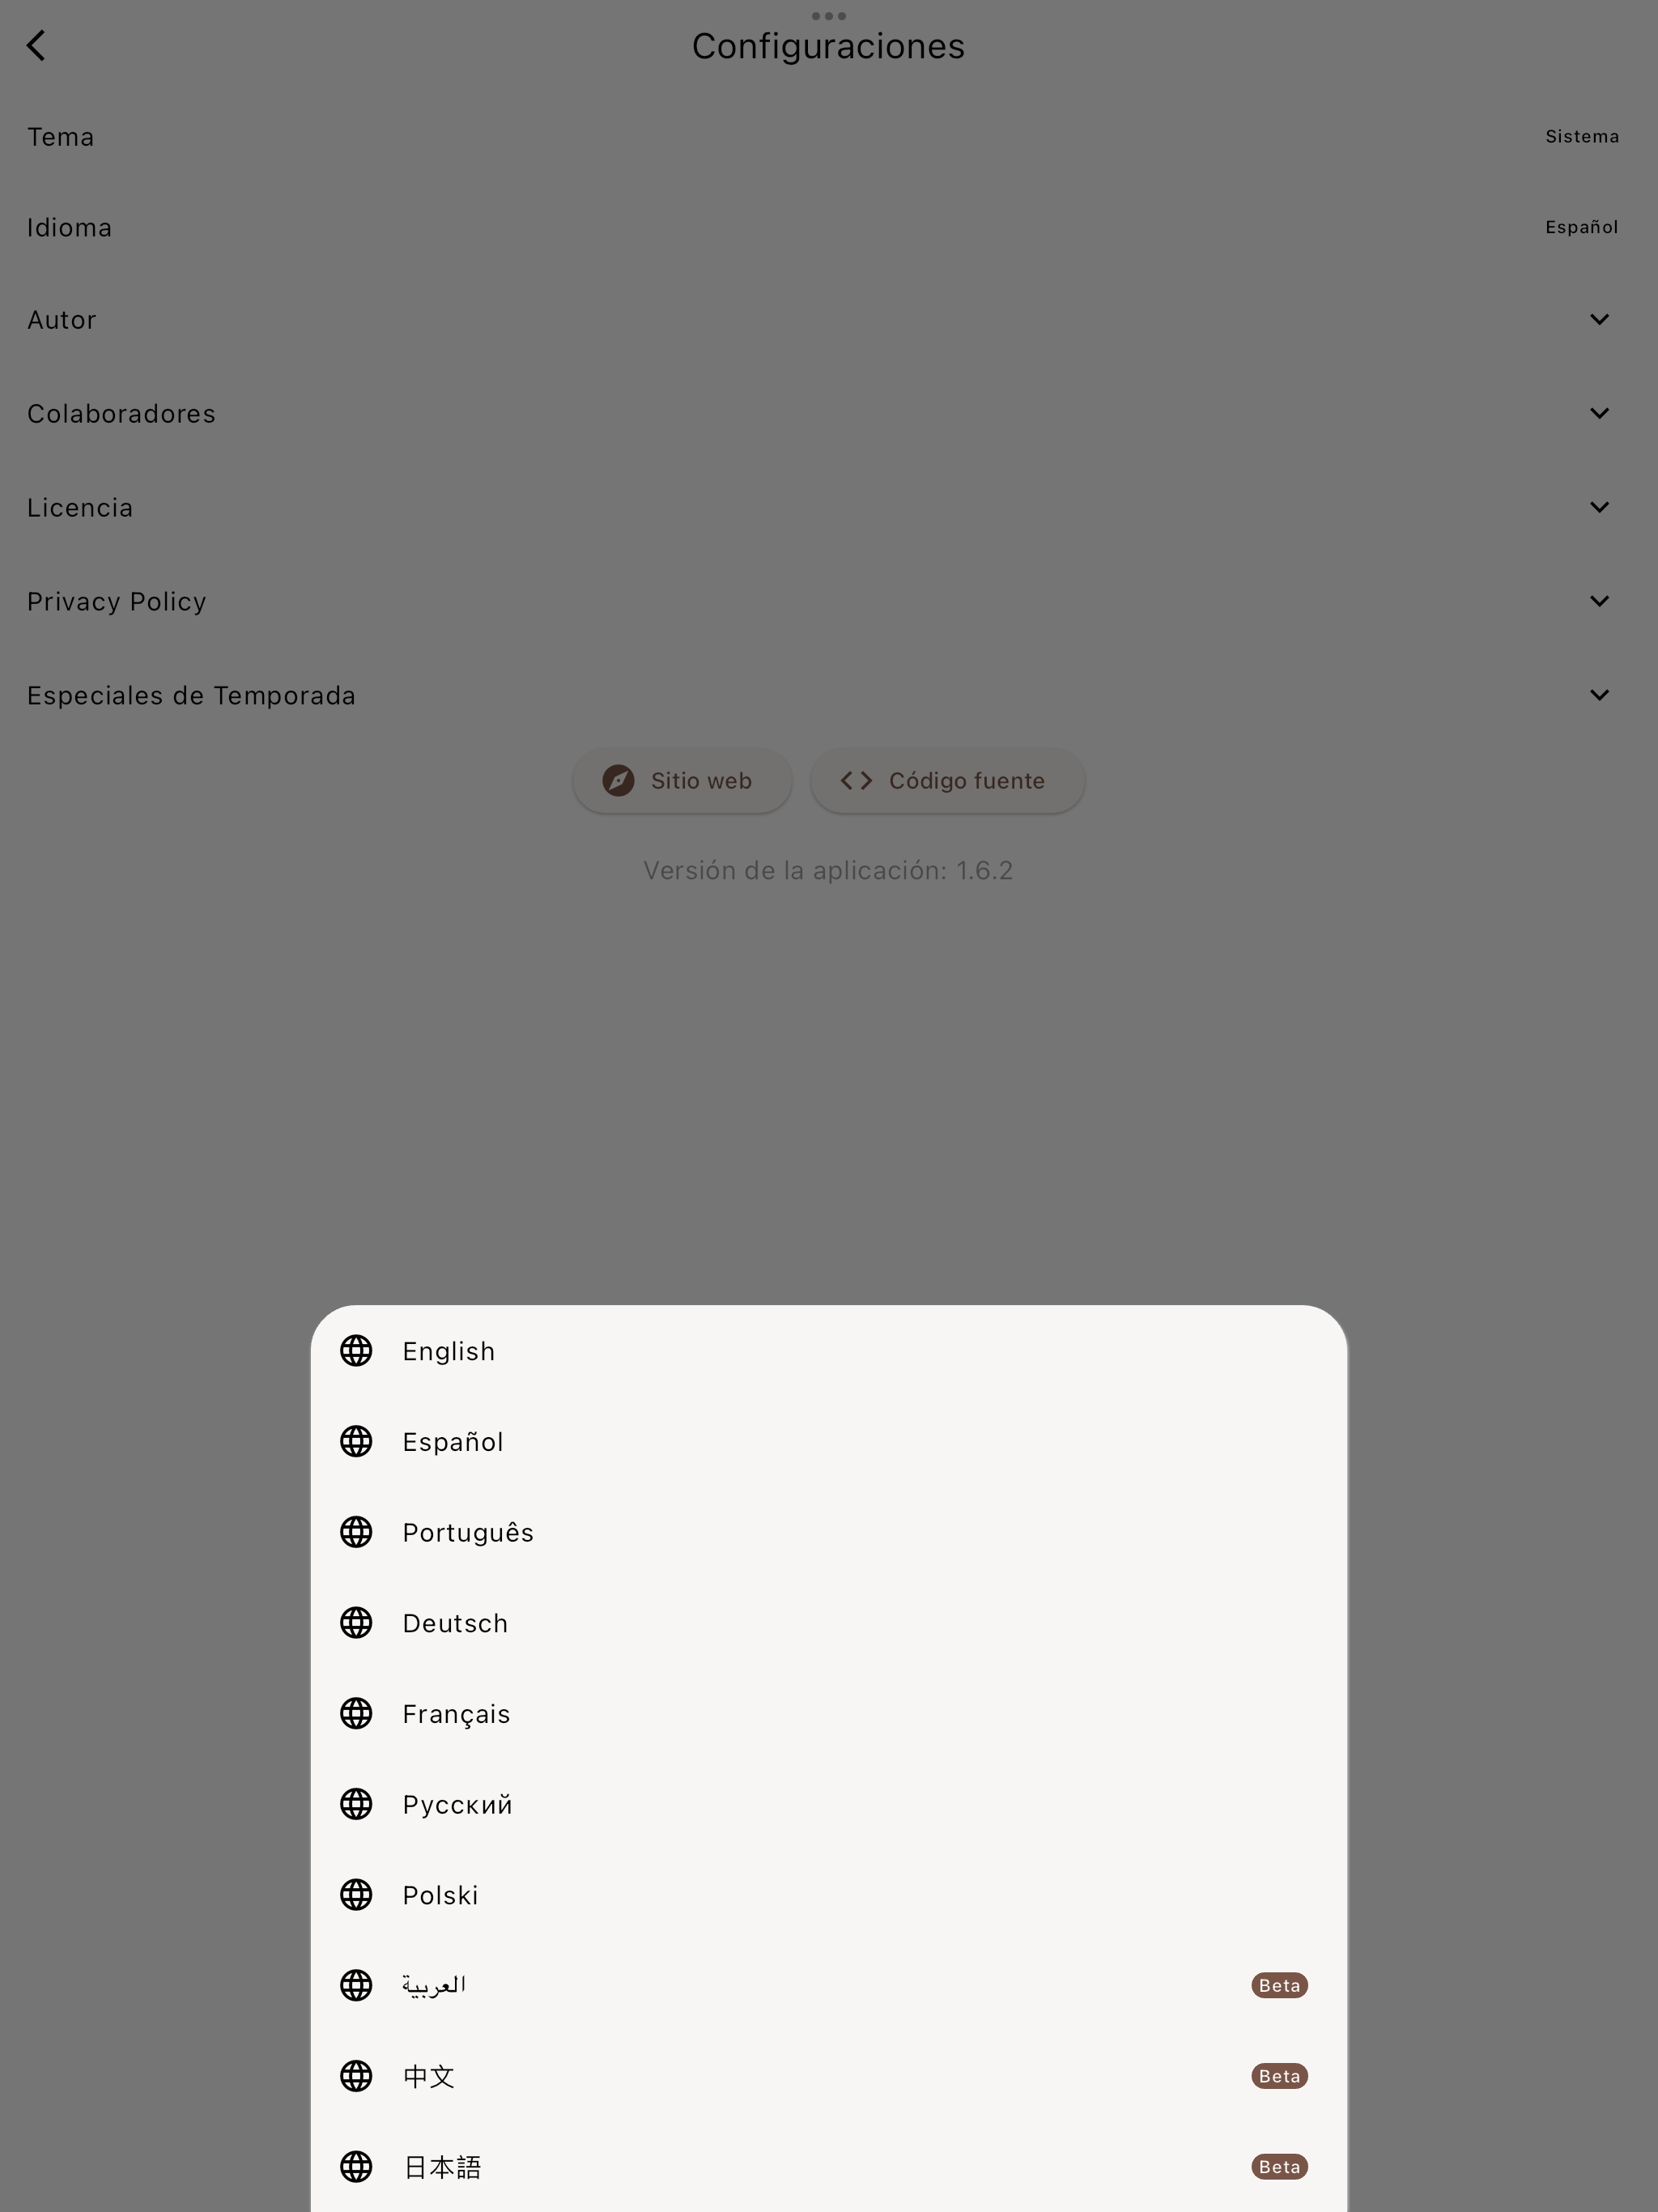 Configuraciones
Tema Sistema
Idioma Español
Autor
Colaboradores
Licencia
Privacy Policy
Especiales de Temporada
Sitio web Código fuente
Versión de la aplicación: 1.6.2
English
Español
Português
Deutsch
Français
Русский
Polski
العربية Beta
中文 Beta
日本語 Beta